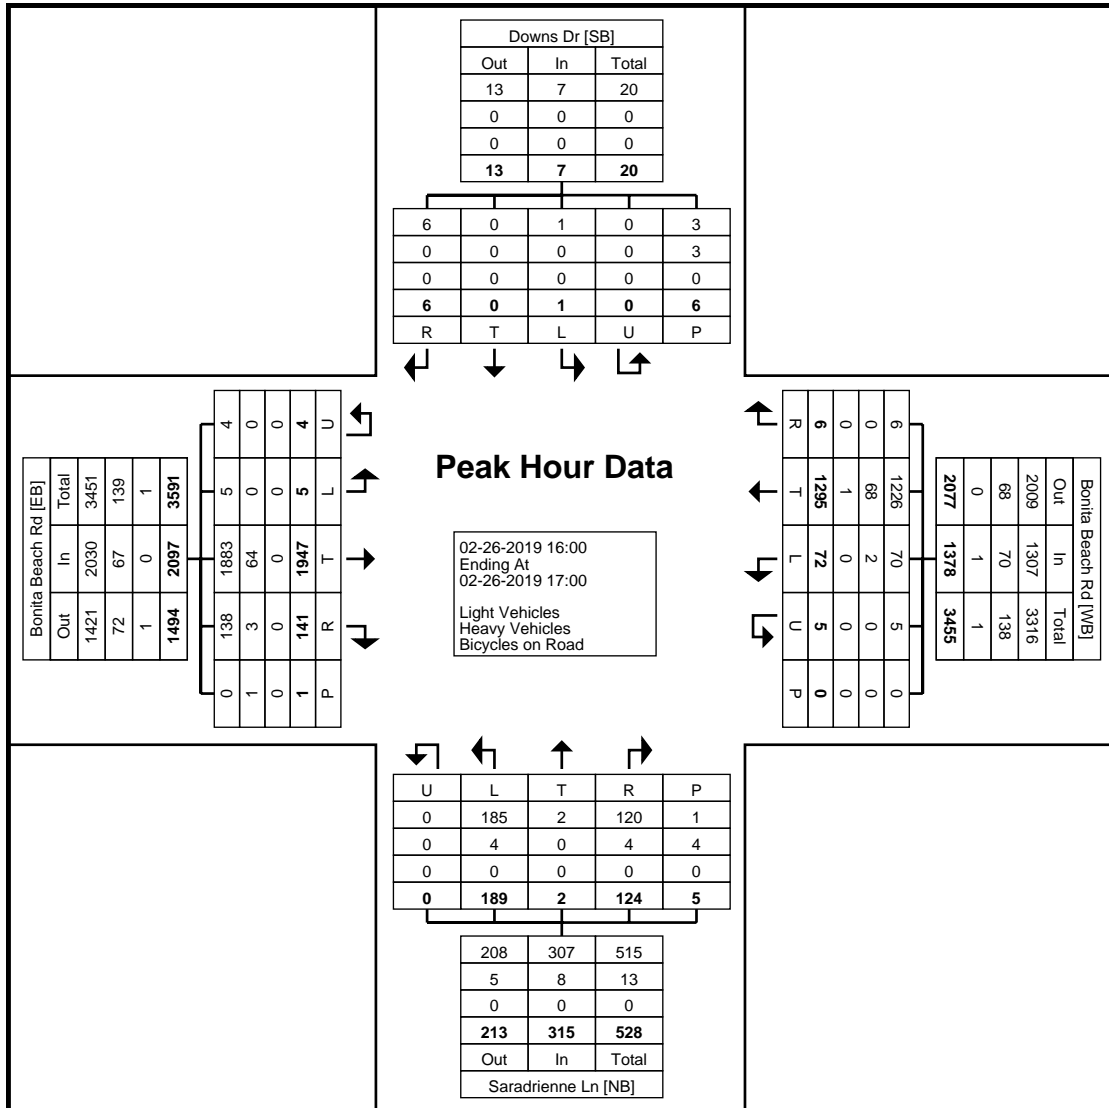 Downs Dr [SB]
Out In Total
13 7 20
0 0 0
0 0 0
13 7 20
6 0 1 0 3
0 0 0 0 3
0 0 0 0 0
6 0 1 0 6
R T L U P
Bonita Beach Rd [EB]
Total In Out
3451 2030 1421
139 67 72
1 0 1
3591 2097 1494
4 5 1883 138 0
0 0 64 3 1
0 0 0 0 0
4 5 1947 141 1
U L T R P
Peak Hour Data
02-26-2019 16:00
Ending At
02-26-2019 17:00
Light Vehicles
Heavy Vehicles
Bicycles on Road
R T L U P
6 1295 72 5 0
0 1 0 0 0
0 68 2 0 0
6 1226 70 5 0
2077 1378 3455
0 1 1
68 70 138
2009 1307 3316
Out In Total
Bonita Beach Rd [WB]
U L T R P
0 185 2 120 1
0 4 0 4 4
0 0 0 0 0
0 189 2 124 5
208 307 515
5 8 13
0 0 0
213 315 528
Out In Total
Saradrienne Ln [NB]